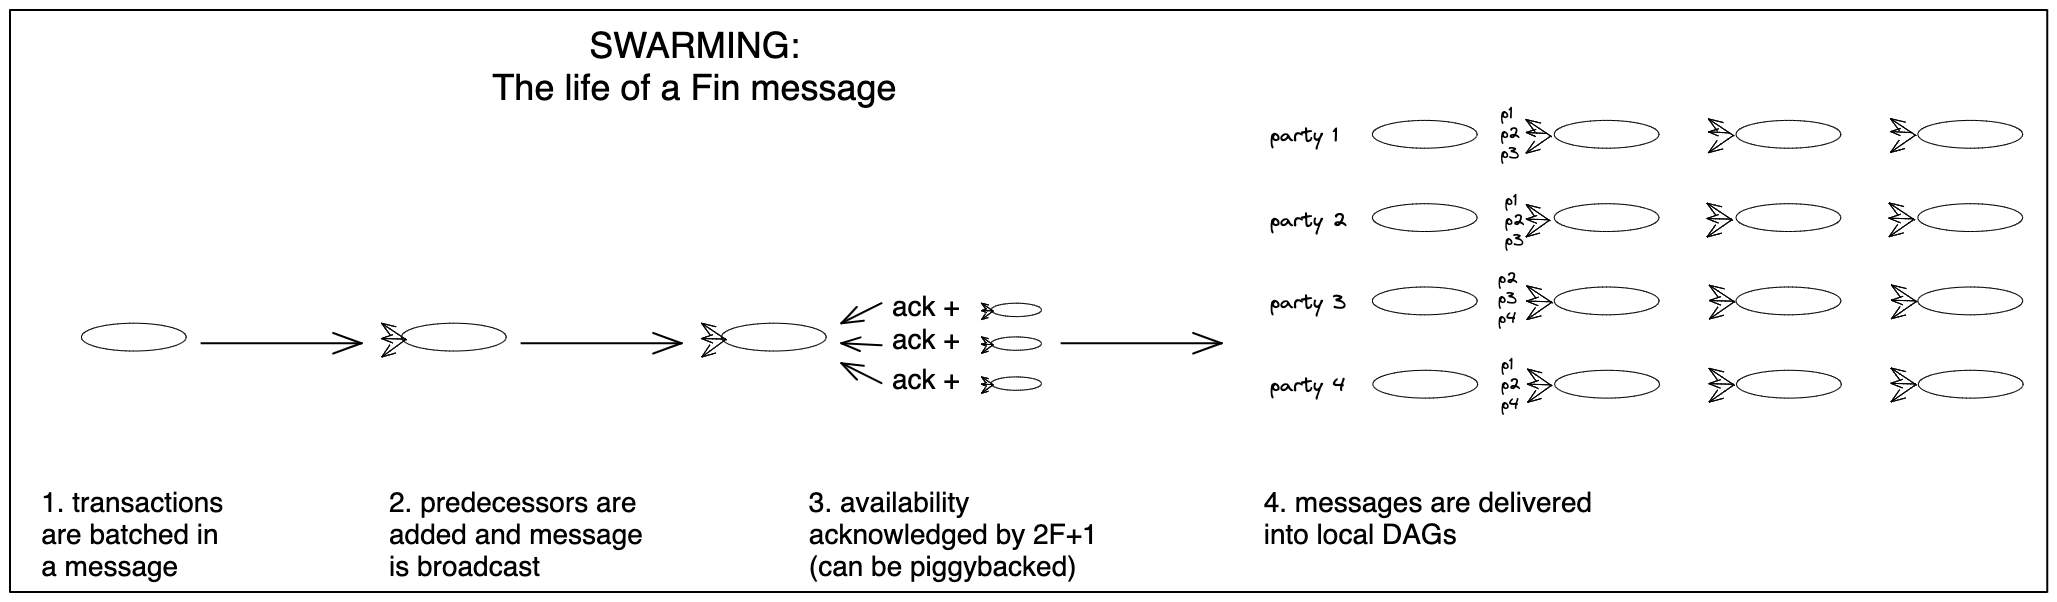 SWARMING:
The life of a Fin message
ack +
ack +
ack +
party 1
p1
p2
p3
party 2
p1
p2
p3
party 3
p2
p3
p4
party 4
p1
p2
p4
1. transactions
are batched in
a message
2. predecessors are
added and message
is broadcast
3. availability
acknowledged by 2F+1
(can be piggybacked)
4. messages are delivered
into local DAGs